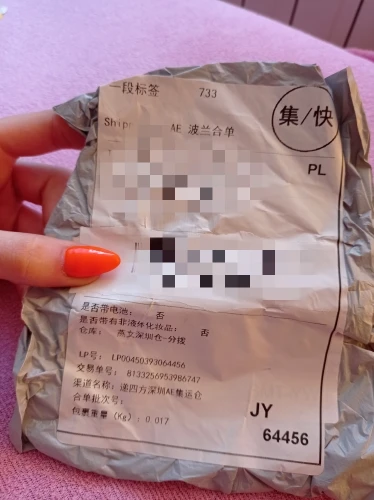 一段标签 733
集/快
AE 波兰合单
PL
是否带电池： 否
是否带有非液体化妆品： 否
仓库： 燕文深圳仓-分拨
LP号： LP00450393064456
交易单号： 8133256953986747
渠道名称：递四方深圳AE集运仓
合单批次号：
包裹重量（Kg）：0.017
JY
64456